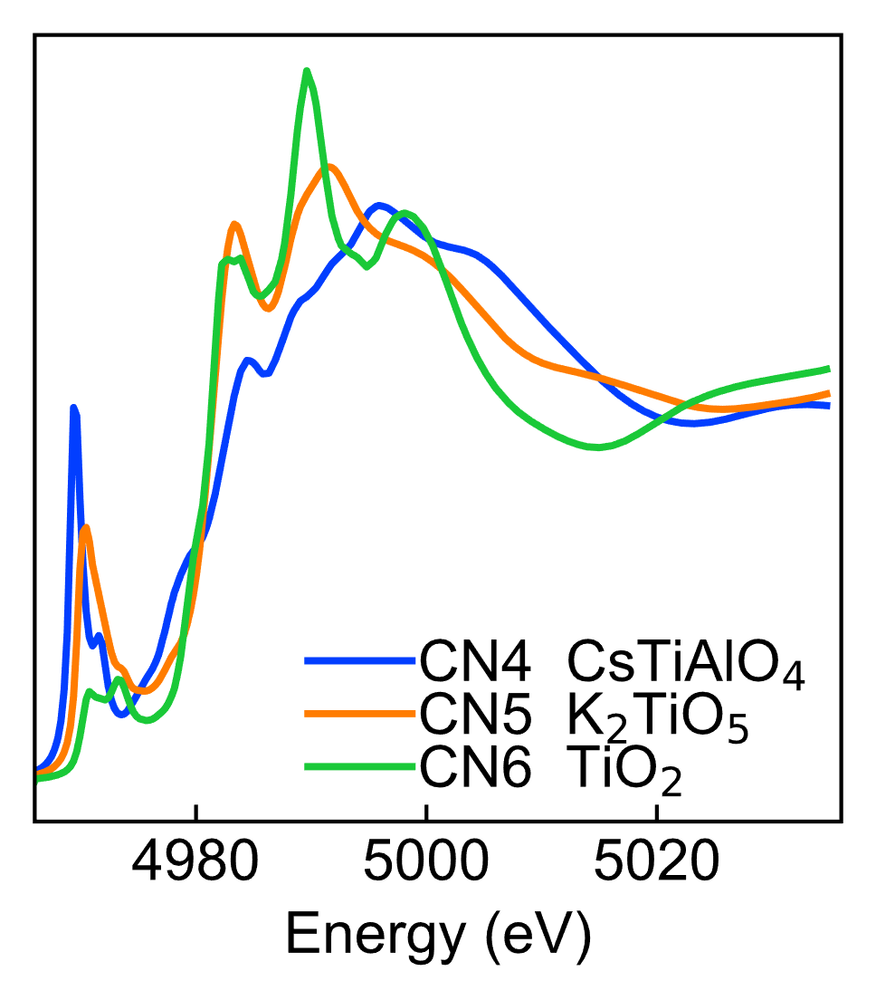 CN4 CsTiAlO₄
CN5 K₂TiO₅
CN6 TiO₂
4980 5000 5020
Energy (eV)